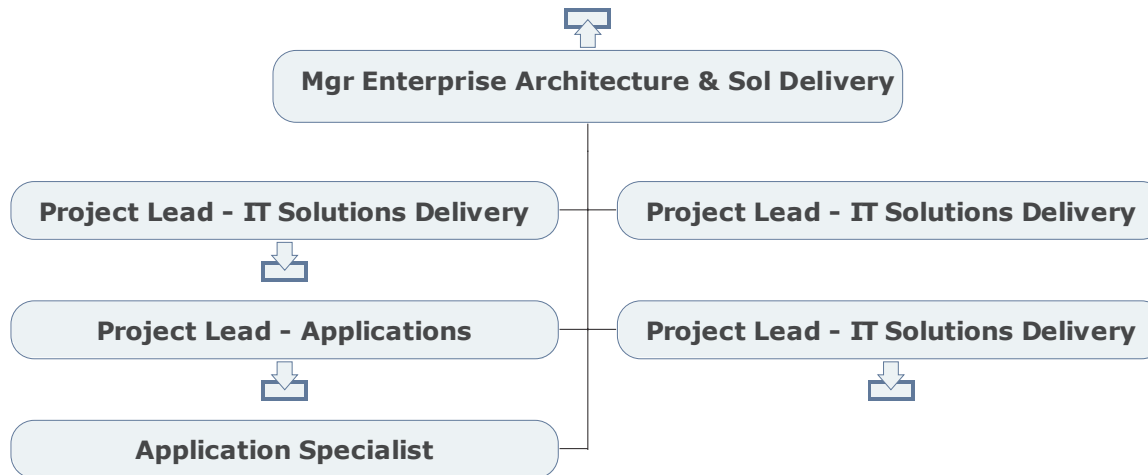 Mgr Enterprise Architecture & Sol Delivery
Project Lead - IT Solutions Delivery
Project Lead - IT Solutions Delivery
Project Lead - Applications
Project Lead - IT Solutions Delivery
Application Specialist